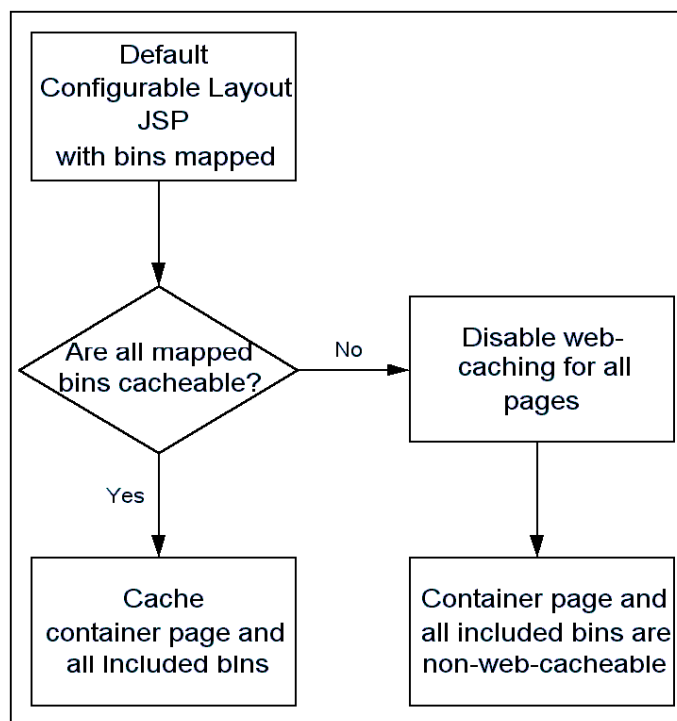 Default
Configurable Layout
JSP
with bins mapped
Are all mapped
bins cacheable?
No
Disable web-
caching for all
pages
Yes
Cache
container page and
all included bins
Container page and
all included bins are
non-web-cacheable